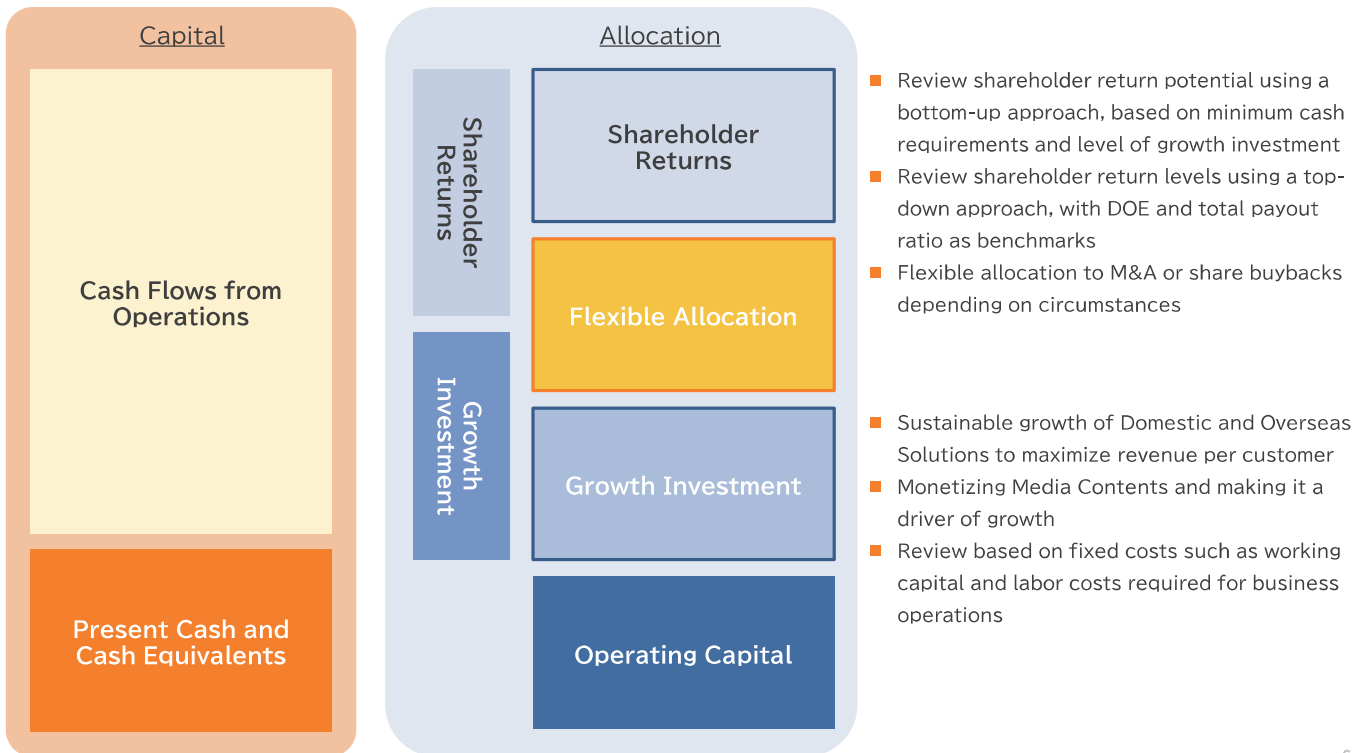 Capital
Cash Flows from
Operations
Present Cash and
Cash Equivalents
Allocation
Shareholder
Returns
Growth
Investment
Shareholder
Returns
Flexible Allocation
Growth Investment
Operating Capital
Review shareholder return potential using a
bottom-up approach, based on minimum cash
requirements and level of growth investment
Review shareholder return levels using a top-
down approach, with DOE and total payout
ratio as benchmarks
Flexible allocation to M&A or share buybacks
depending on circumstances
Sustainable growth of Domestic and Overseas
Solutions to maximize revenue per customer
Monetizing Media Contents and making it a
driver of growth
Review based on fixed costs such as working
capital and labor costs required for business
operations